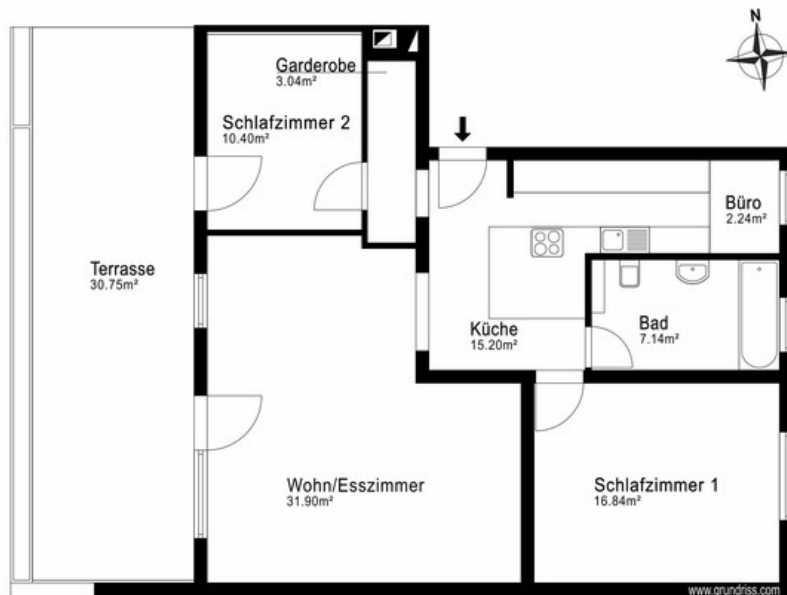 N
Garderobe
3.04m²
Schlafzimmer 2
10.40m²
Büro
2.24m²
Terrasse
30.75m²
Küche
15.20m²
Bad
7.14m²
Wohn/Esszimmer
31.90m²
Schlafzimmer 1
16.84m²
www.grundriss.com